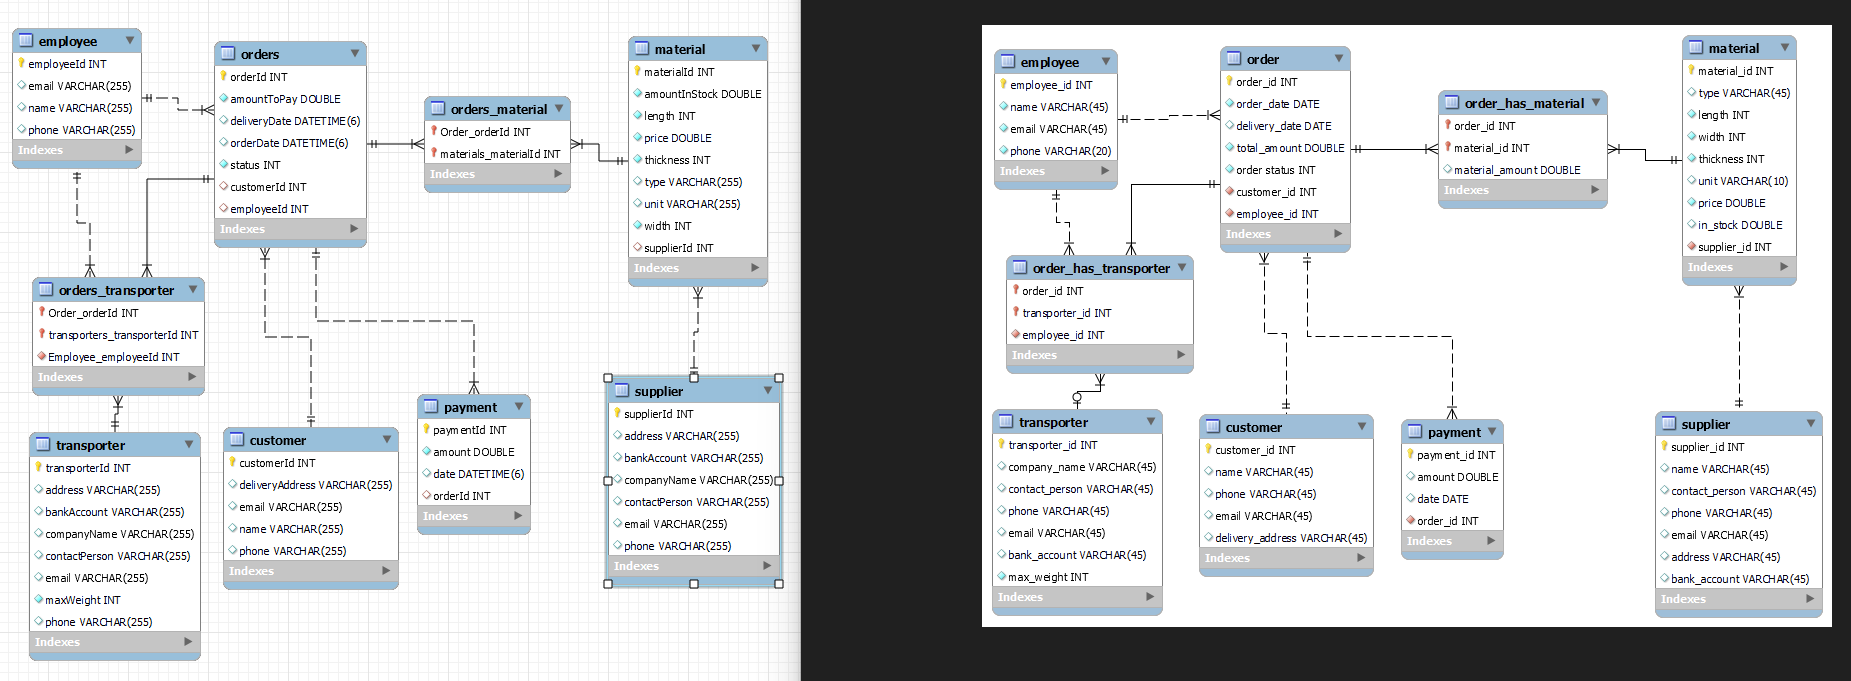 employee
employeeId INT
email VARCHAR(255)
name VARCHAR(255)
phone VARCHAR(255)
Indexes
orders
orderId INT
amountToPay DOUBLE
deliveryDate DATETIME(6)
orderDate DATETIME(6)
status INT
customerId INT
employeeId INT
Indexes
orders_material
Order_orderId INT
materials_materialId INT
Indexes
material
materialId INT
amountInStock DOUBLE
length INT
price DOUBLE
thickness INT
type VARCHAR(255)
unit VARCHAR(255)
width INT
supplierId INT
Indexes
orders_transporter
Order_orderId INT
transporters_transporterId INT
Employee_employeeId INT
Indexes
transporter
transporterId INT
address VARCHAR(255)
bankAccount VARCHAR(255)
companyName VARCHAR(255)
contactPerson VARCHAR(255)
email VARCHAR(255)
maxWeight INT
phone VARCHAR(255)
Indexes
customer
customerId INT
deliveryAddress VARCHAR(255)
email VARCHAR(255)
name VARCHAR(255)
phone VARCHAR(255)
Indexes
payment
paymentId INT
amount DOUBLE
date DATETIME(6)
orderId INT
Indexes
supplier
supplierId INT
address VARCHAR(255)
bankAccount VARCHAR(255)
companyName VARCHAR(255)
contactPerson VARCHAR(255)
email VARCHAR(255)
phone VARCHAR(255)
Indexes
employee
employee_id INT
name VARCHAR(45)
email VARCHAR(45)
phone VARCHAR(20)
Indexes
order
order_id INT
order_date DATE
delivery_date DATE
total_amount DOUBLE
order status INT
customer_id INT
employee_id INT
Indexes
order_has_material
order_id INT
material_id INT
material_amount DOUBLE
Indexes
material
material_id INT
type VARCHAR(45)
length INT
width INT
thickness INT
unit VARCHAR(10)
price DOUBLE
in_stock DOUBLE
supplier_id INT
Indexes
order_has_transporter
order_id INT
transporter_id INT
employee_id INT
Indexes
transporter
transporter_id INT
company_name VARCHAR(45)
contact_person VARCHAR(45)
phone VARCHAR(45)
email VARCHAR(45)
bank_account VARCHAR(45)
max_weight INT
Indexes
customer
customer_id INT
name VARCHAR(45)
phone VARCHAR(45)
email VARCHAR(45)
delivery_address VARCHAR(45)
Indexes
payment
payment_id INT
amount DOUBLE
date DATE
order_id INT
Indexes
supplier
supplier_id INT
name VARCHAR(45)
contact_person VARCHAR(45)
phone VARCHAR(45)
email VARCHAR(45)
address VARCHAR(45)
bank_account VARCHAR(45)
Indexes